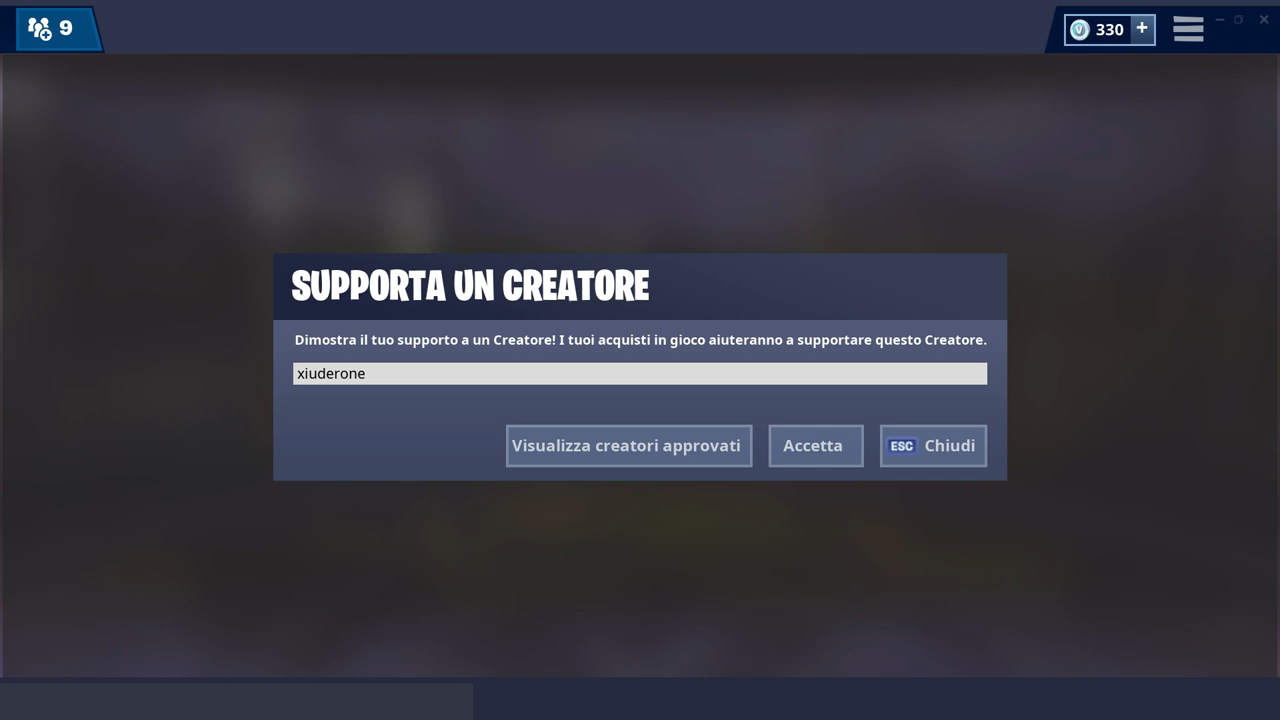 9
330 +
SUPPORTA UN CREATORE
Dimostra il tuo supporto a un Creatore! I tuoi acquisti in gioco aiuteranno a supportare questo Creatore.
xiuderone
Visualizza creatori approvati Accetta ESC Chiudi